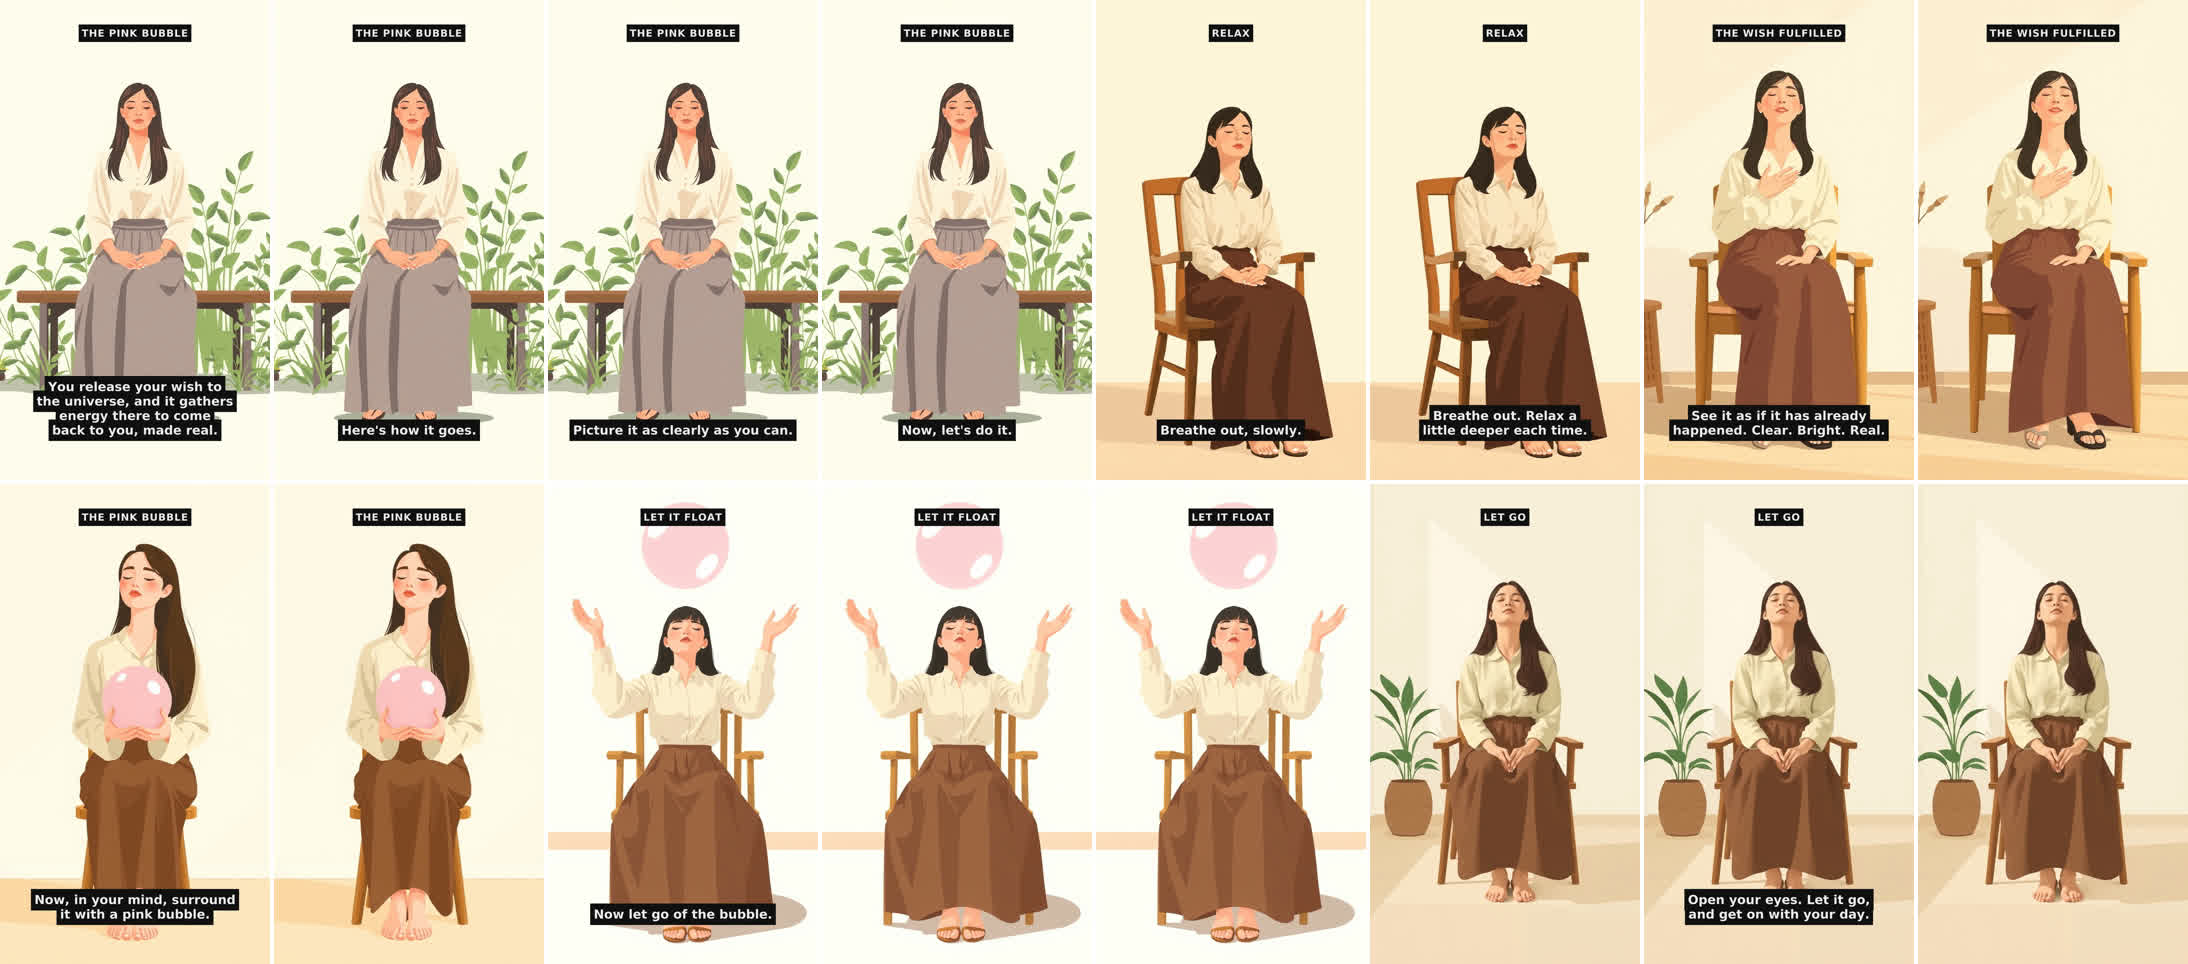 THE PINK BUBBLE
You release your wish to
the universe, and it gathers
energy there to come
back to you, made real.
THE PINK BUBBLE
Here's how it goes.
THE PINK BUBBLE
Picture it as clearly as you can.
THE PINK BUBBLE
Now, let's do it.
RELAX
Breathe out, slowly.
RELAX
Breathe out. Relax a
little deeper each time.
THE WISH FULFILLED
See it as if it has already
happened. Clear. Bright. Real.
THE WISH FULFILLED
THE PINK BUBBLE
Now, in your mind, surround
it with a pink bubble.
THE PINK BUBBLE
LET IT FLOAT
Now let go of the bubble.
LET IT FLOAT
LET IT FLOAT
LET GO
LET GO
Open your eyes. Let it go,
and get on with your day.